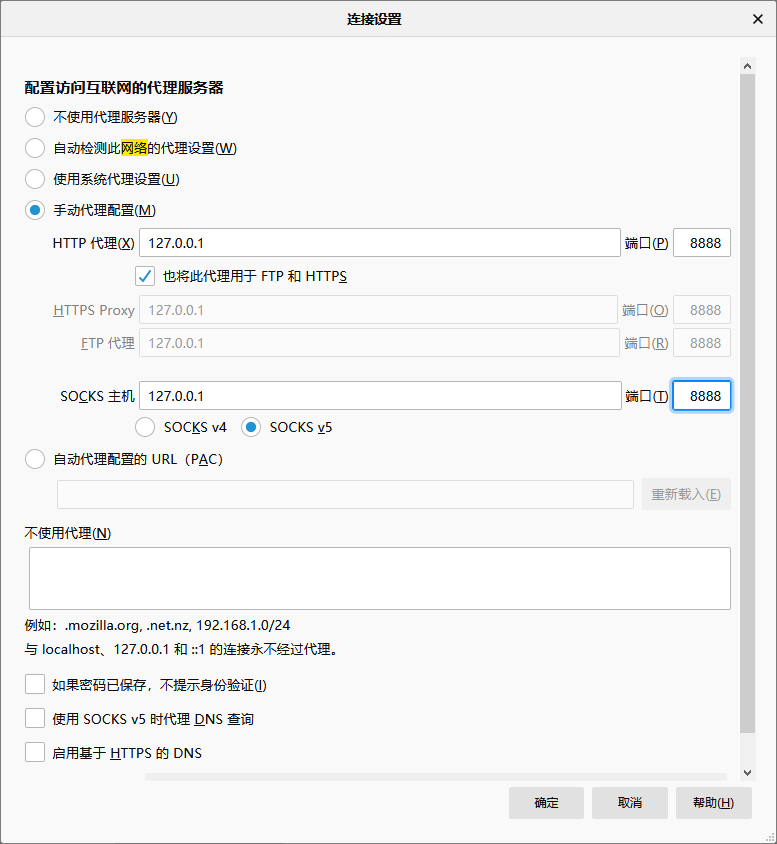 连接设置
配置访问互联网的代理服务器
不使用代理服务器(Y)
自动检测此网络的代理设置(W)
使用系统代理设置(U)
手动代理配置(M)
HTTP 代理(X) 127.0.0.1 端口(P) 8888
也将此代理用于 FTP 和 HTTPS
HTTPS Proxy 127.0.0.1 端口(O) 8888
FTP 代理 127.0.0.1 端口(R) 8888
SOCKS 主机 127.0.0.1 端口(T) 8888
SOCKS v4 SOCKS v5
自动代理配置的 URL（PAC）
重新载入(E)
不使用代理(N)
例如：.mozilla.org, .net.nz, 192.168.1.0/24
与 localhost、127.0.0.1 和 ::1 的连接永不经过代理。
如果密码已保存，不提示身份验证(I)
使用 SOCKS v5 时代理 DNS 查询
启用基于 HTTPS 的 DNS
确定 取消 帮助(H)